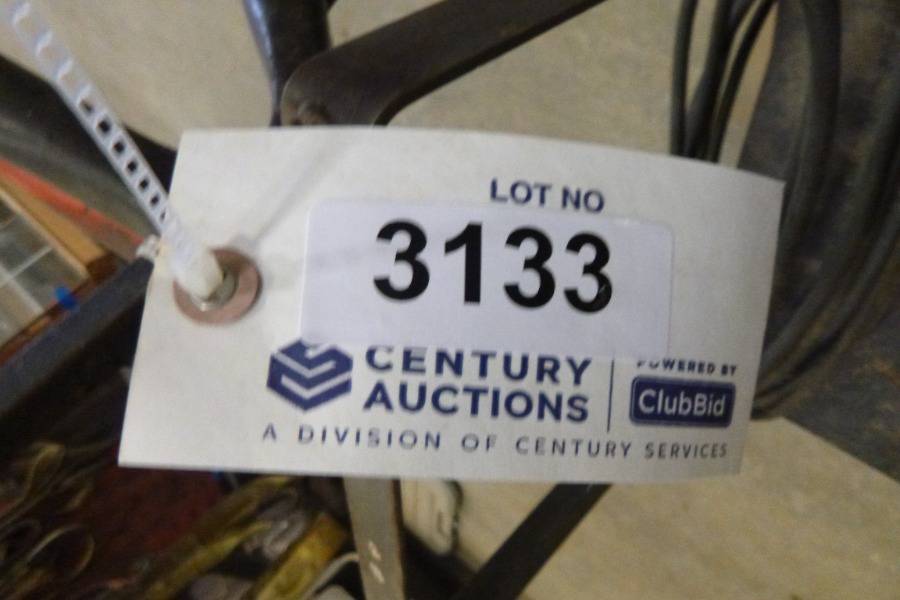 LOT NO
3133
CENTURY
AUCTIONS
POWERED BY
ClubBid
A DIVISION OF CENTURY SERVICES